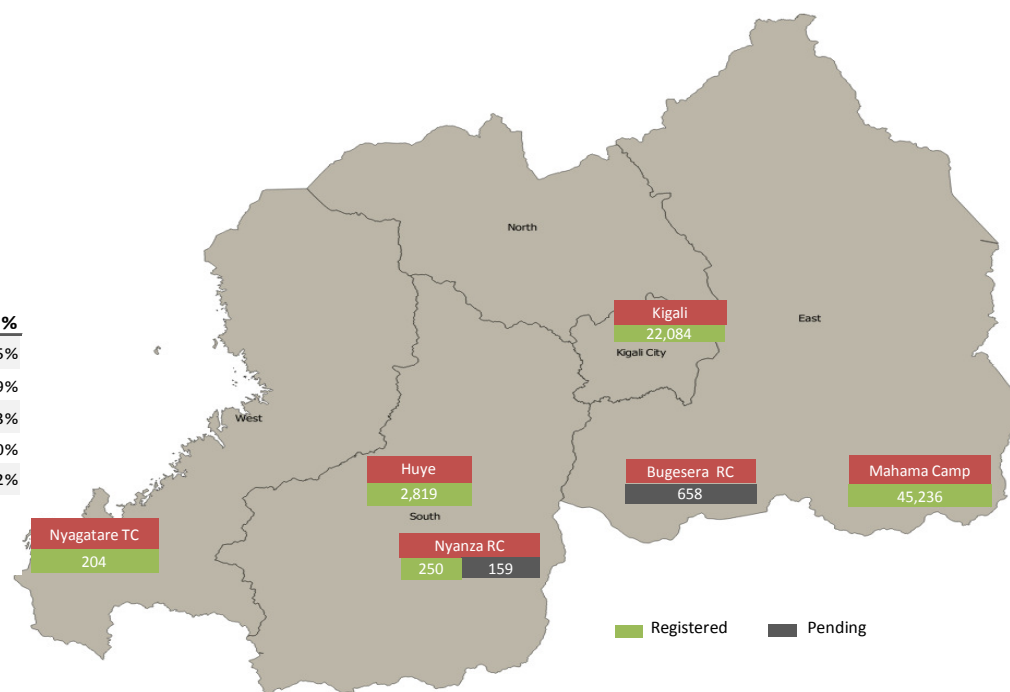 North
%
Kigali
22,084
East
Kigali City
West
Huye
2,819
Bugesera RC
658
Mahama Camp
45,236
South
Nyagatare TC
204
Nyanza RC
250 159
Registered
Pending